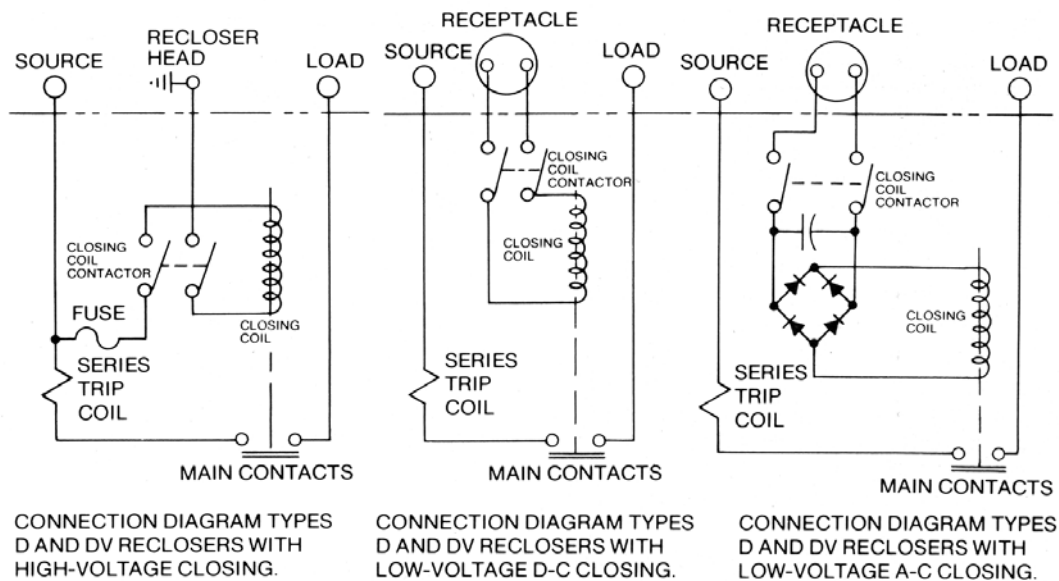 SOURCE
RECLOSER
HEAD
LOAD
CLOSING
COIL
CONTACTOR
FUSE
CLOSING
COIL
SERIES
TRIP
COIL
MAIN CONTACTS
CONNECTION DIAGRAM TYPES
D AND DV RECLOSERS WITH
HIGH-VOLTAGE CLOSING.
RECEPTACLE
SOURCE
LOAD
CLOSING
COIL
CONTACTOR
CLOSING
COIL
SERIES
TRIP
COIL
MAIN CONTACTS
CONNECTION DIAGRAM TYPES
D AND DV RECLOSERS WITH
LOW-VOLTAGE D-C CLOSING.
RECEPTACLE
SOURCE
LOAD
CLOSING
COIL
CONTACTOR
CLOSING
COIL
SERIES
TRIP
COIL
MAIN CONTACTS
CONNECTION DIAGRAM TYPES
D AND DV RECLOSERS WITH
LOW-VOLTAGE A-C CLOSING.